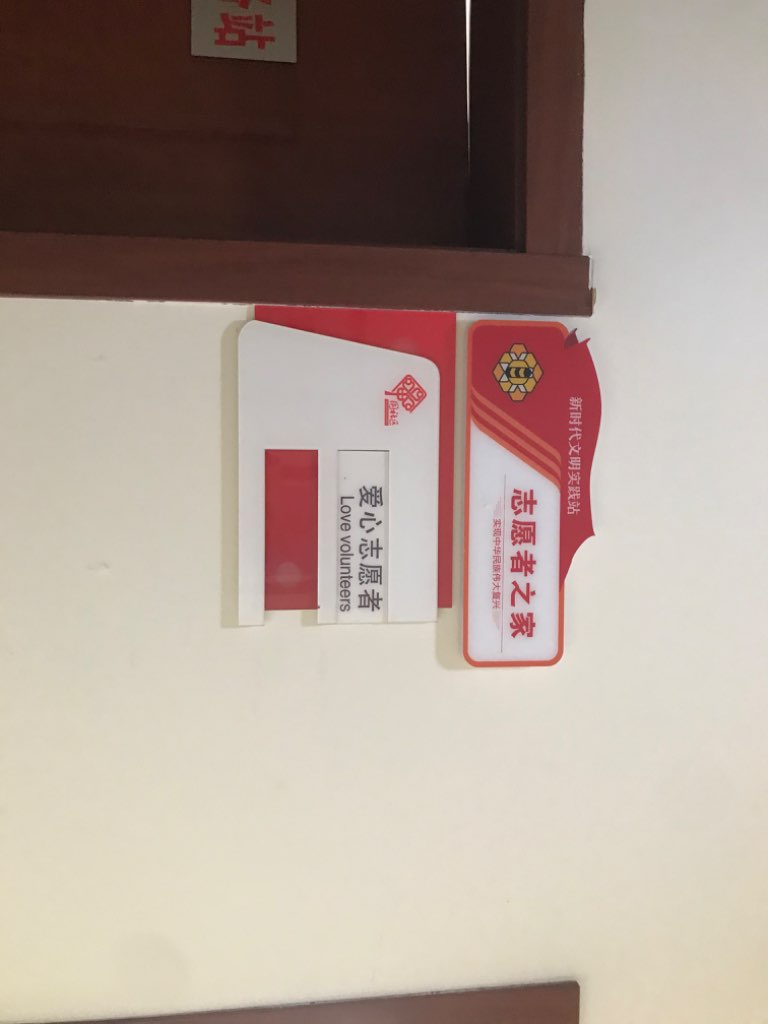 新时代文明实践站
志愿者之家
实现中华民族伟大复兴
爱心志愿者
Love volunteers
站